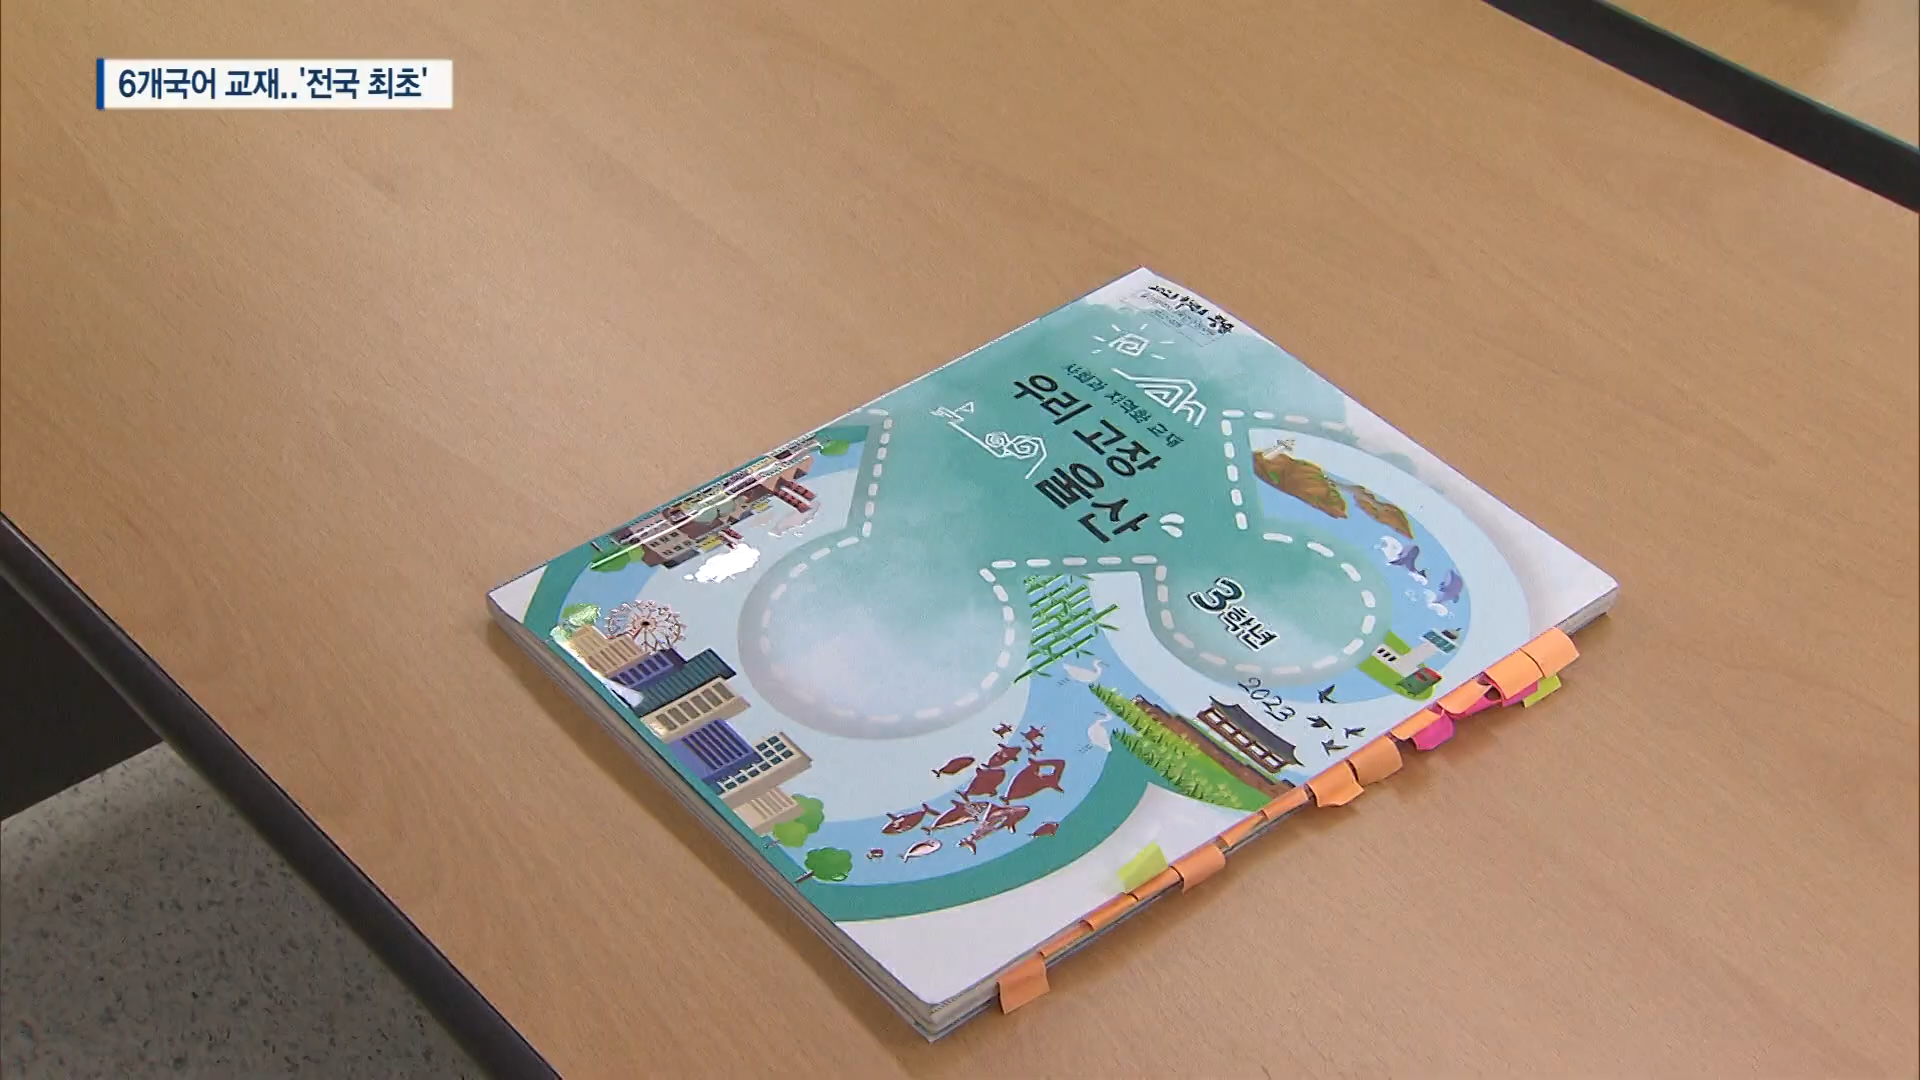 6개국어 교재..'전국 최초'
사회과 지역화 교재
우리 고장
울산
3학년
2023